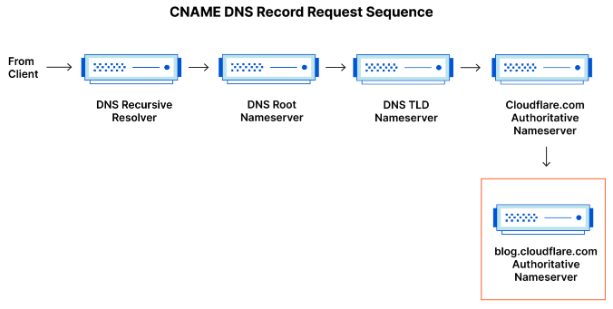 CNAME DNS Record Request Sequence
From
Client
DNS Recursive
Resolver
DNS Root
Nameserver
DNS TLD
Nameserver
Cloudflare.com
Authoritative
Nameserver
blog.cloudflare.com
Authoritative
Nameserver